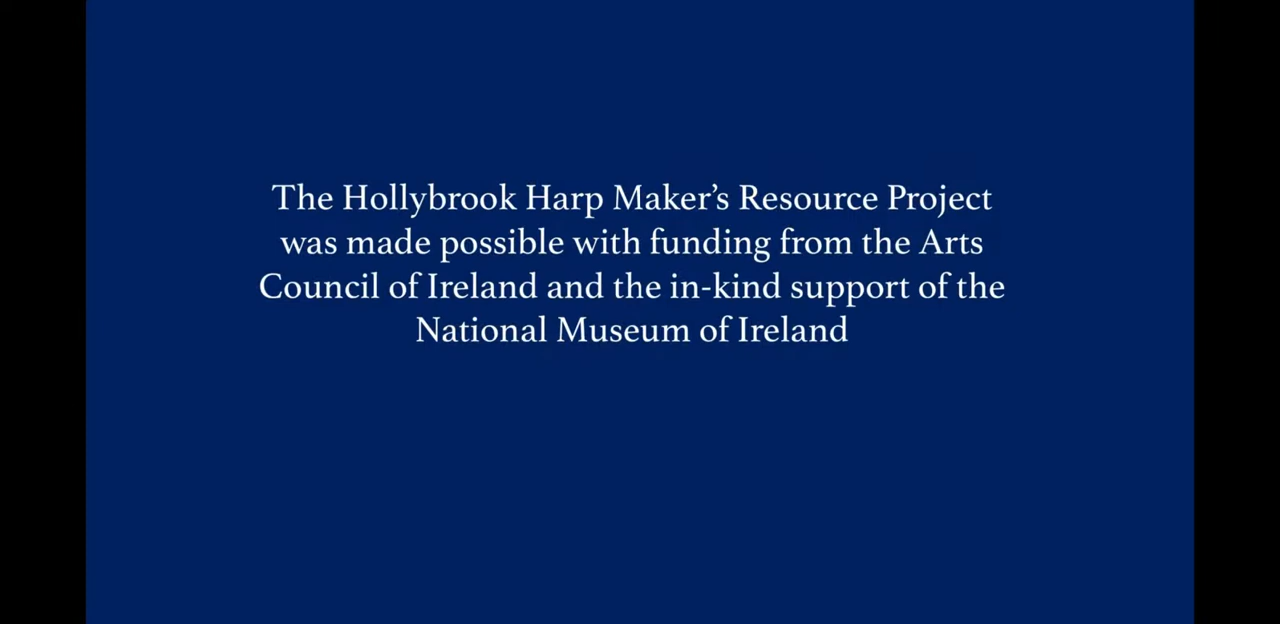 The Hollybrook Harp Maker’s Resource Project
was made possible with funding from the Arts
Council of Ireland and the in-kind support of the
National Museum of Ireland